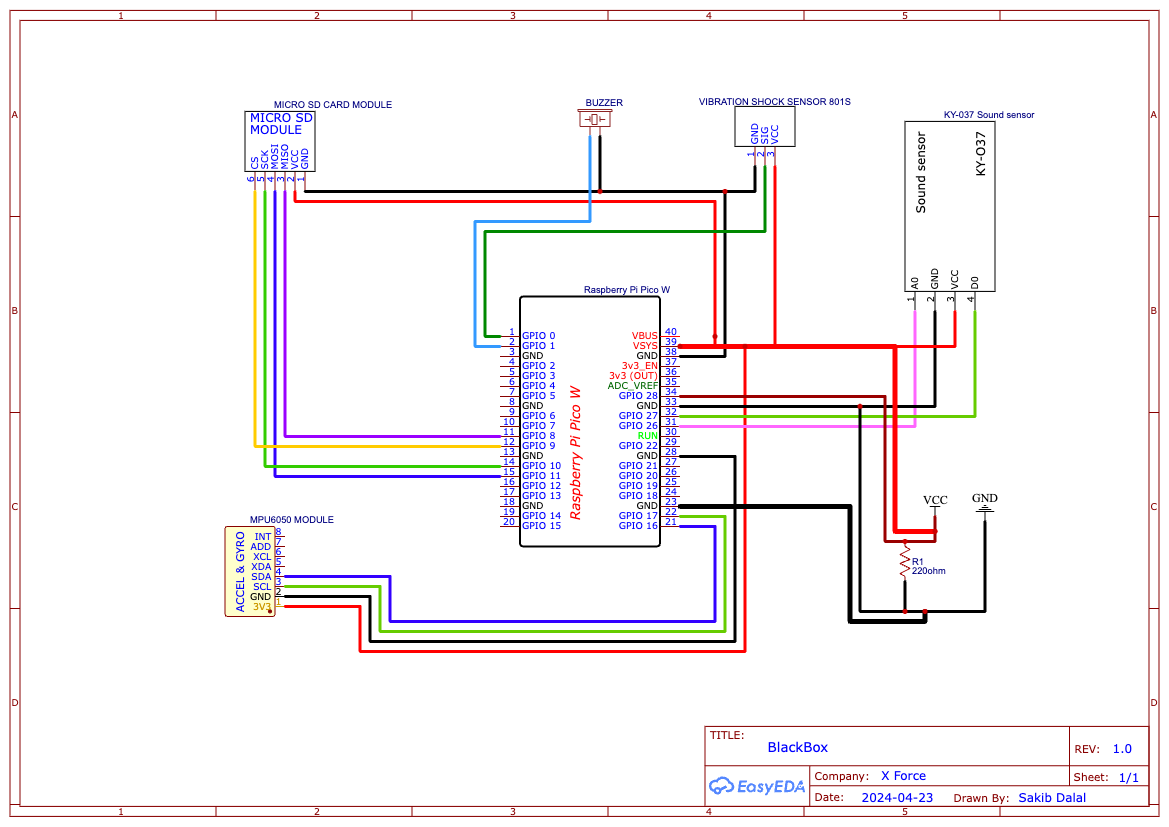 1 2 3 4 5
A A
B B
C C
D D
MICRO SD CARD MODULE
MICRO SD
MODULE
CS SCK MOSI MISO VCC GND
6 5 4 3 2 1
BUZZER
VIBRATION SHOCK SENSOR 801S
GND SIG VCC
1 2 3
KY-037 Sound sensor
Sound sensor
KY-O37
A0 GND VCC D0
1 2 3 4
Raspberry Pi Pico W
Raspberry Pi Pico W
1 GPIO 0 VBUS 40
2 GPIO 1 VSYS 39
3 GND GND 38
4 GPIO 2 3v3_EN 37
5 GPIO 3 3v3 (OUT) 36
6 GPIO 4 ADC_VREF 35
7 GPIO 5 GPIO 28 34
8 GND GND 33
9 GPIO 6 GPIO 27 32
10 GPIO 7 GPIO 26 31
11 GPIO 8 RUN 30
12 GPIO 9 GPIO 22 29
13 GND GND 28
14 GPIO 10 GPIO 21 27
15 GPIO 11 GPIO 20 26
16 GPIO 12 GPIO 19 25
17 GPIO 13 GPIO 18 24
18 GND GND 23
19 GPIO 14 GPIO 17 22
20 GPIO 15 GPIO 16 21
VCC
GND
R1
220ohm
MPU6050 MODULE
ACCEL & GYRO
INT 8
ADD 7
XCL 6
XDA 5
SDA 4
SCL 3
GND 2
3V3 1
TITLE:
BlackBox
REV: 1.0
EasyEDA
Company: X Force
Sheet: 1/1
Date: 2024-04-23 Drawn By: Sakib Dalal
1 2 3 4 5